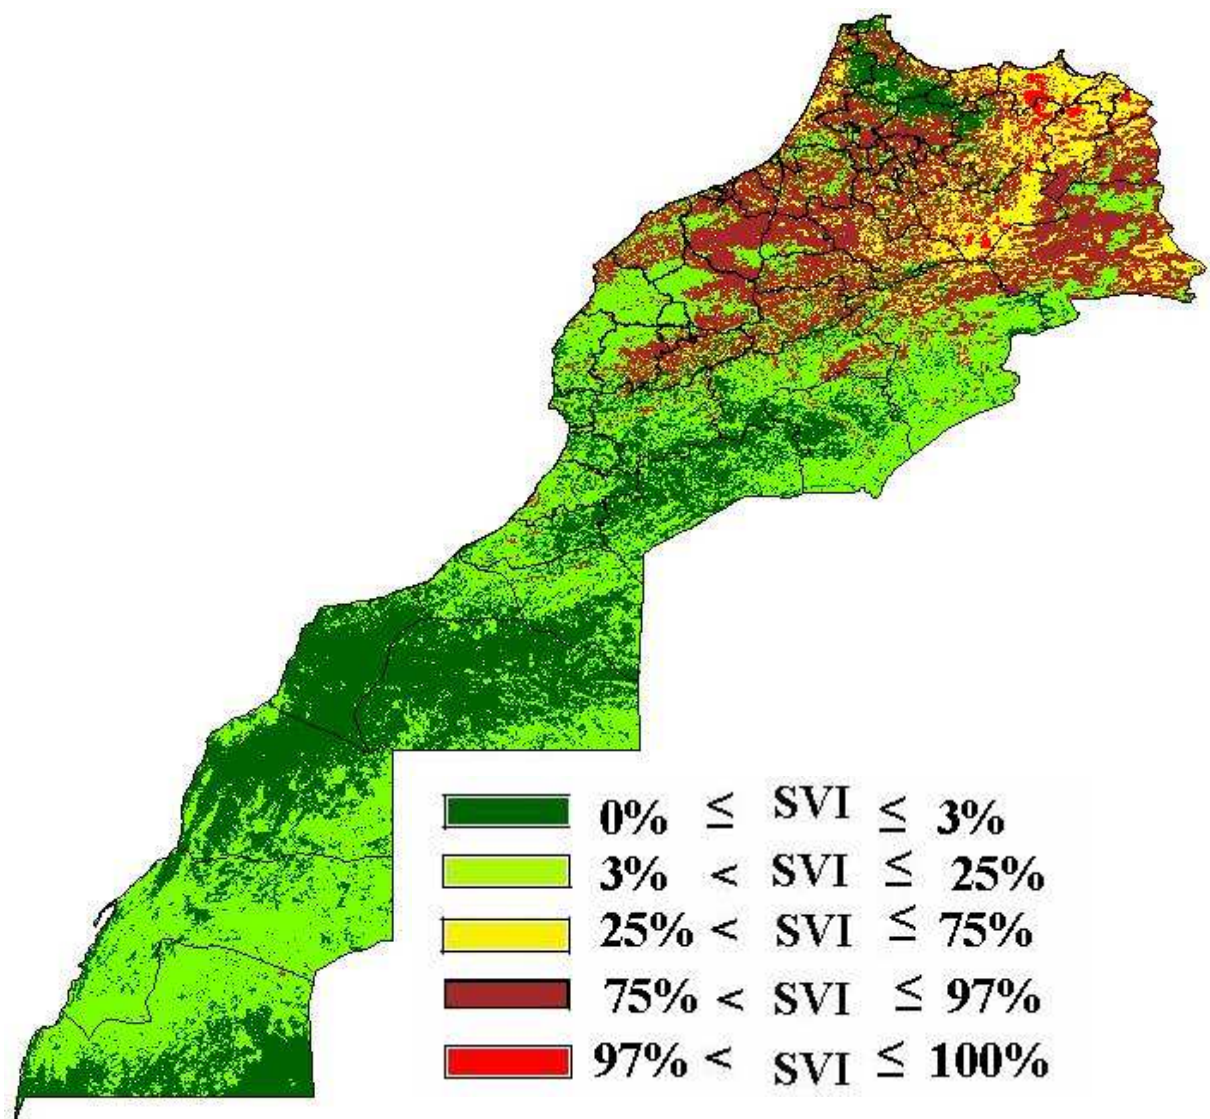 0% ≤ SVI ≤ 3%
3% < SVI ≤ 25%
25% < SVI ≤ 75%
75% < SVI ≤ 97%
97% < SVI ≤ 100%